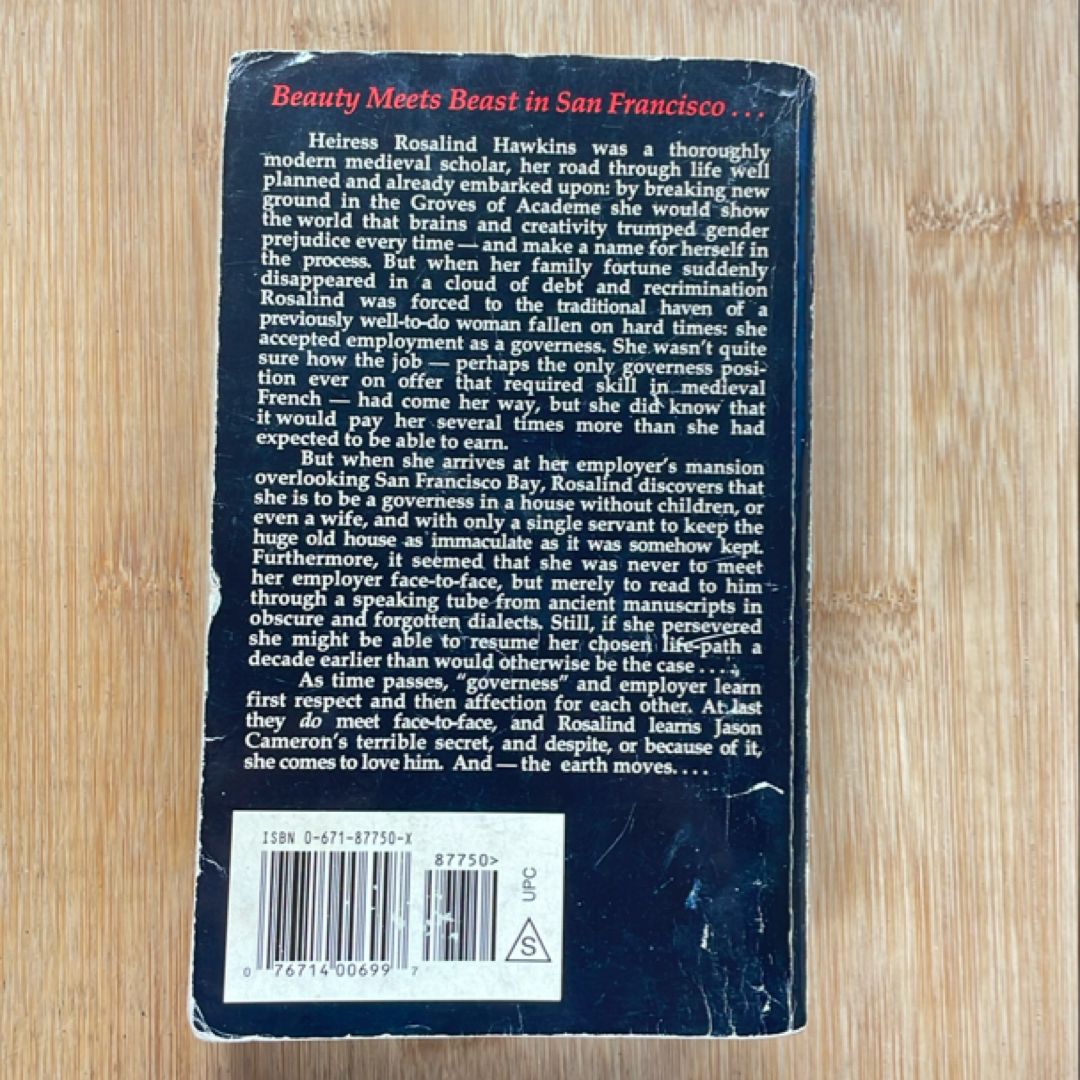 Beauty Meets Beast in San Francisco . . .
Heiress Rosalind Hawkins was a thoroughly
modern medieval scholar, her road through life well
planned and already embarked upon: by breaking new
ground in the Groves of Academe she would show
the world that brains and creativity trumped gender
prejudice every time — and make a name for herself in
the process. But when her family fortune suddenly
disappeared in a cloud of debt and recrimination
Rosalind was forced to the traditional haven of a
previously well-to-do woman fallen on hard times: she
accepted employment as a governess. She wasn't quite
sure how the job — perhaps the only governess posi-
tion ever on offer that required skill in medieval
French — had come her way, but she did know that
it would pay her several times more than she had
expected to be able to earn.
But when she arrives at her employer's mansion
overlooking San Francisco Bay, Rosalind discovers that
she is to be a governess in a house without children, or
even a wife, and with only a single servant to keep the
huge old house as immaculate as it was somehow kept.
Furthermore, it seemed that she was never to meet
her employer face-to-face, but merely to read to him
through a speaking tube from ancient manuscripts in
obscure and forgotten dialects. Still, if she persevered
she might be able to resume her chosen life-path a
decade earlier than would otherwise be the case . . . .
As time passes, "governess" and employer learn
first respect and then affection for each other. At last
they do meet face-to-face, and Rosalind learns Jason
Cameron's terrible secret, and despite, or because of it,
she comes to love him. And — the earth moves. . . .
ISBN 0-671-87750-X
87750>
UPC
S
0 76714 00699 7